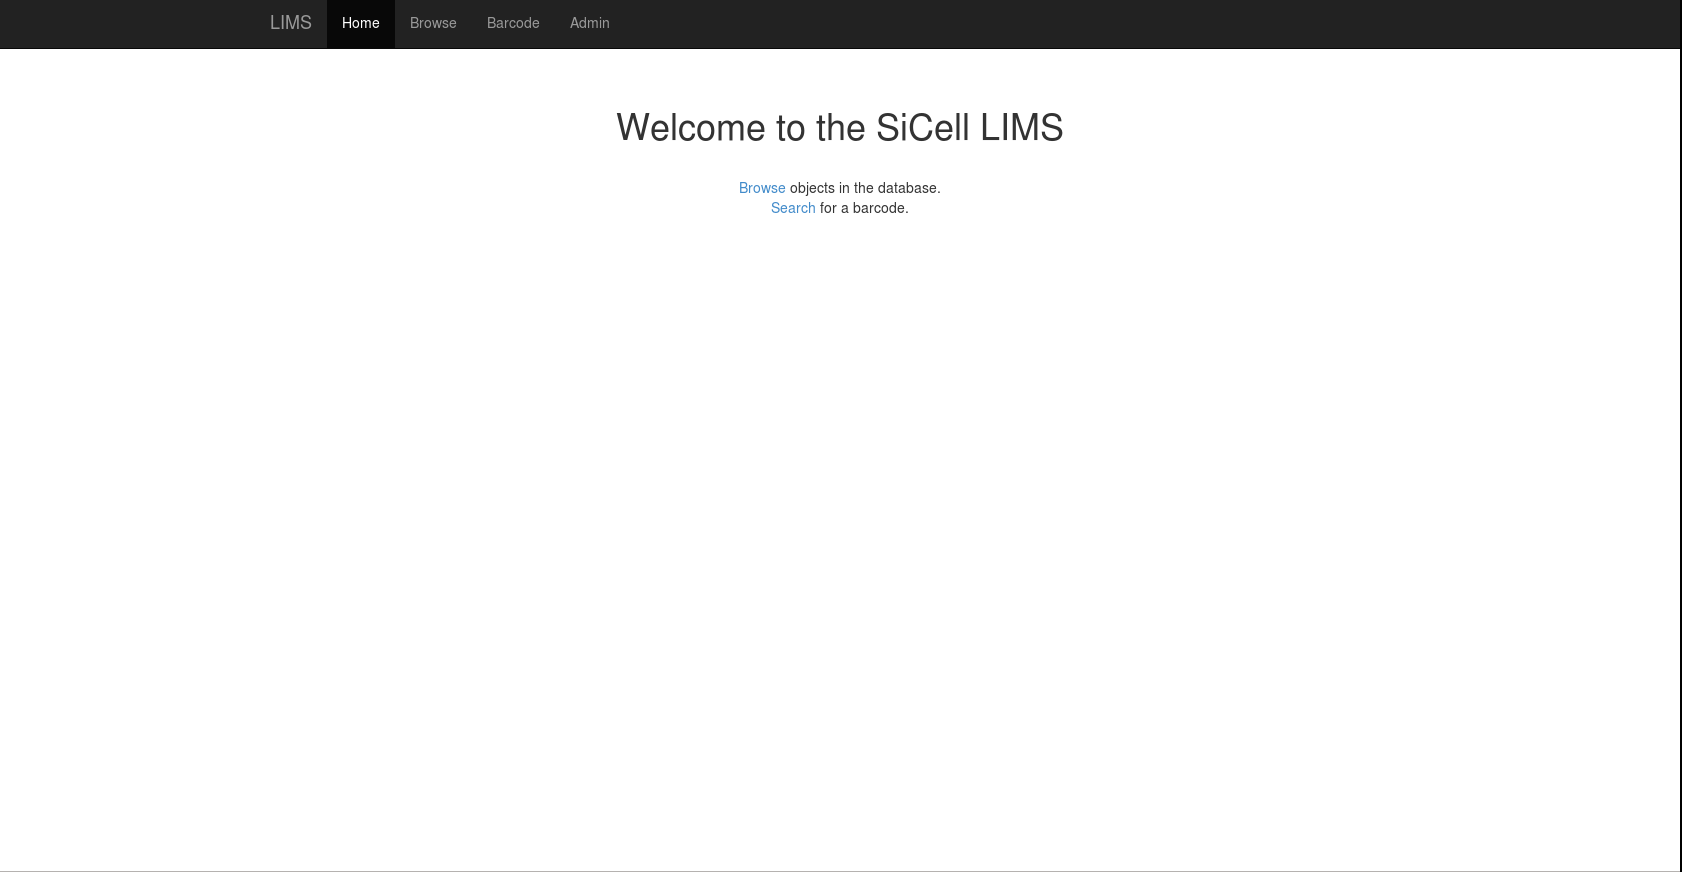 LIMS Home Browse Barcode Admin
Welcome to the SiCell LIMS
Browse objects in the database.
Search for a barcode.